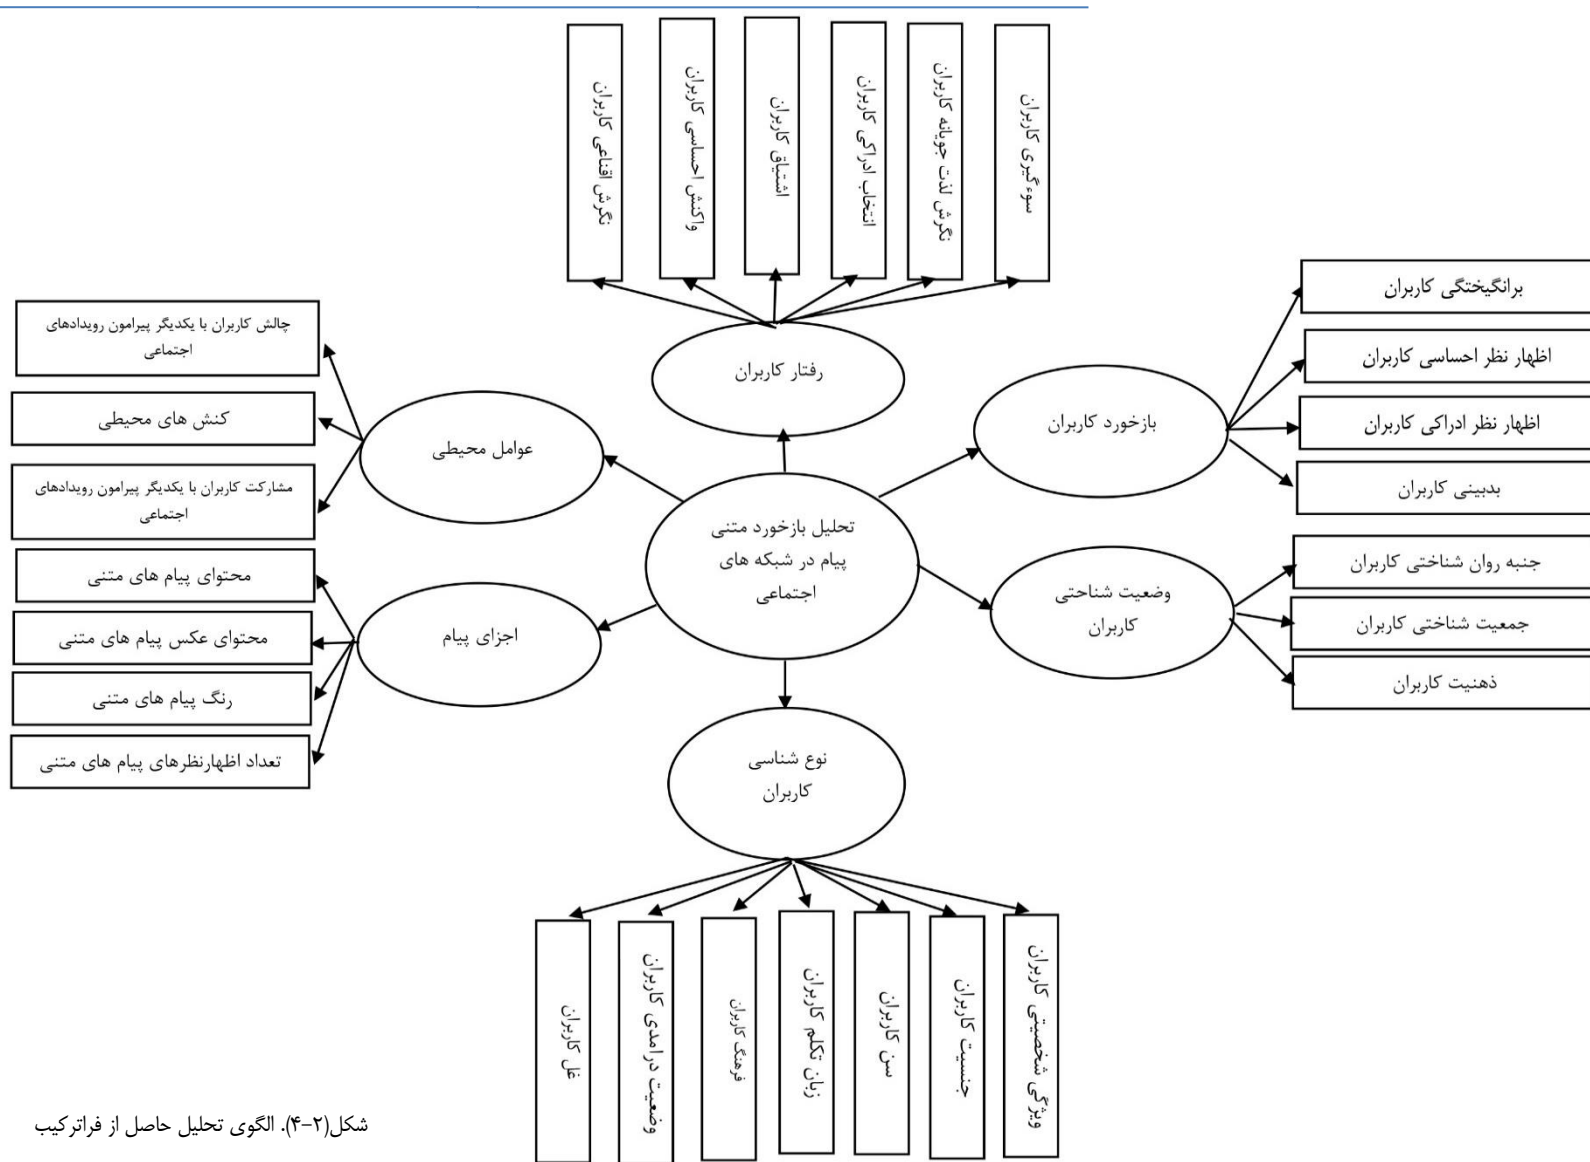 سوءگیری کاربران
نگرش لذت جویانه کاربران
انتخاب ادراکی کاربران
اشتیاق کاربران
واکنش احساسی کاربران
نگرش اقناعی کاربران
رفتار کاربران
برانگیختگی کاربران
اظهار نظر احساسی کاربران
اظهار نظر ادراکی کاربران
بدبینی کاربران
بازخورد کاربران
چالش کاربران با یکدیگر پیرامون رویدادهای
اجتماعی
کنش های محیطی
مشارکت کاربران با یکدیگر پیرامون رویدادهای
اجتماعی
عوامل محیطی
تحلیل بازخورد متنی
پیام در شبکه های
اجتماعی
جنبه روان شناختی کاربران
جمعیت شناختی کاربران
ذهنیت کاربران
وضعیت شناختی
کاربران
اجزای پیام
محتوای پیام های متنی
محتوای عکس پیام های متنی
رنگ پیام های متنی
تعداد اظهارنظرهای پیام های متنی
نوع شناسی
کاربران
ویژگی شخصیتی کاربران
جنسیت کاربران
سن کاربران
زبان تکلم کاربران
فرهنگ کاربران
وضعیت درامدی کاربران
غل کاربران
شکل(۲-۴). الگوی تحلیل حاصل از فراترکیب